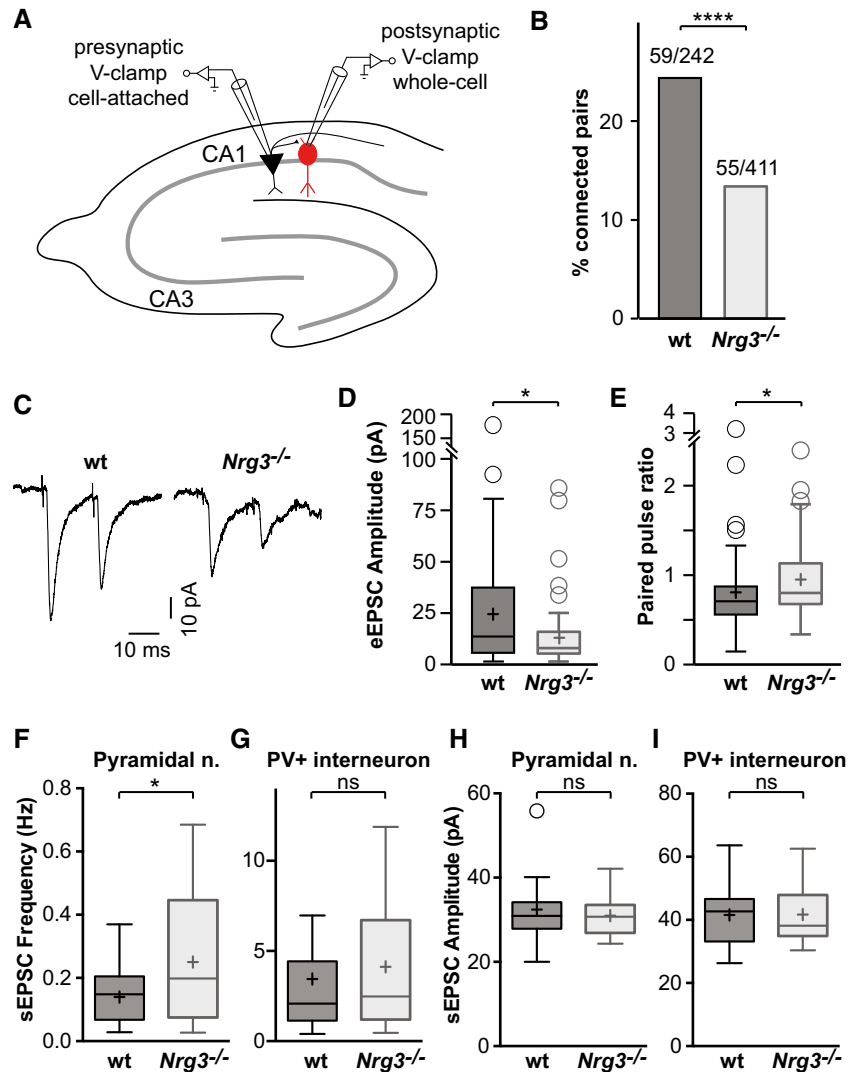 A
presynaptic
V-clamp
cell-attached
postsynaptic
V-clamp
whole-cell
CA1
CA3
B
****
59/242
55/411
% connected pairs
20
10
0
wt
Nrg3-/-
C
wt
Nrg3-/-
10 pA
10 ms
D
*
eEPSC Amplitude (pA)
200
150
100
75
50
25
0
wt
Nrg3-/-
E
*
Paired pulse ratio
4
3
2
1
0
wt
Nrg3-/-
F
Pyramidal n.
*
sEPSC Frequency (Hz)
0.8
0.6
0.4
0.2
0.0
wt
Nrg3-/-
G
PV+ interneuron
ns
10
5
0
wt
Nrg3-/-
H
Pyramidal n.
ns
sEPSC Amplitude (pA)
60
40
20
0
wt
Nrg3-/-
I
PV+ interneuron
ns
80
60
40
20
0
wt
Nrg3-/-